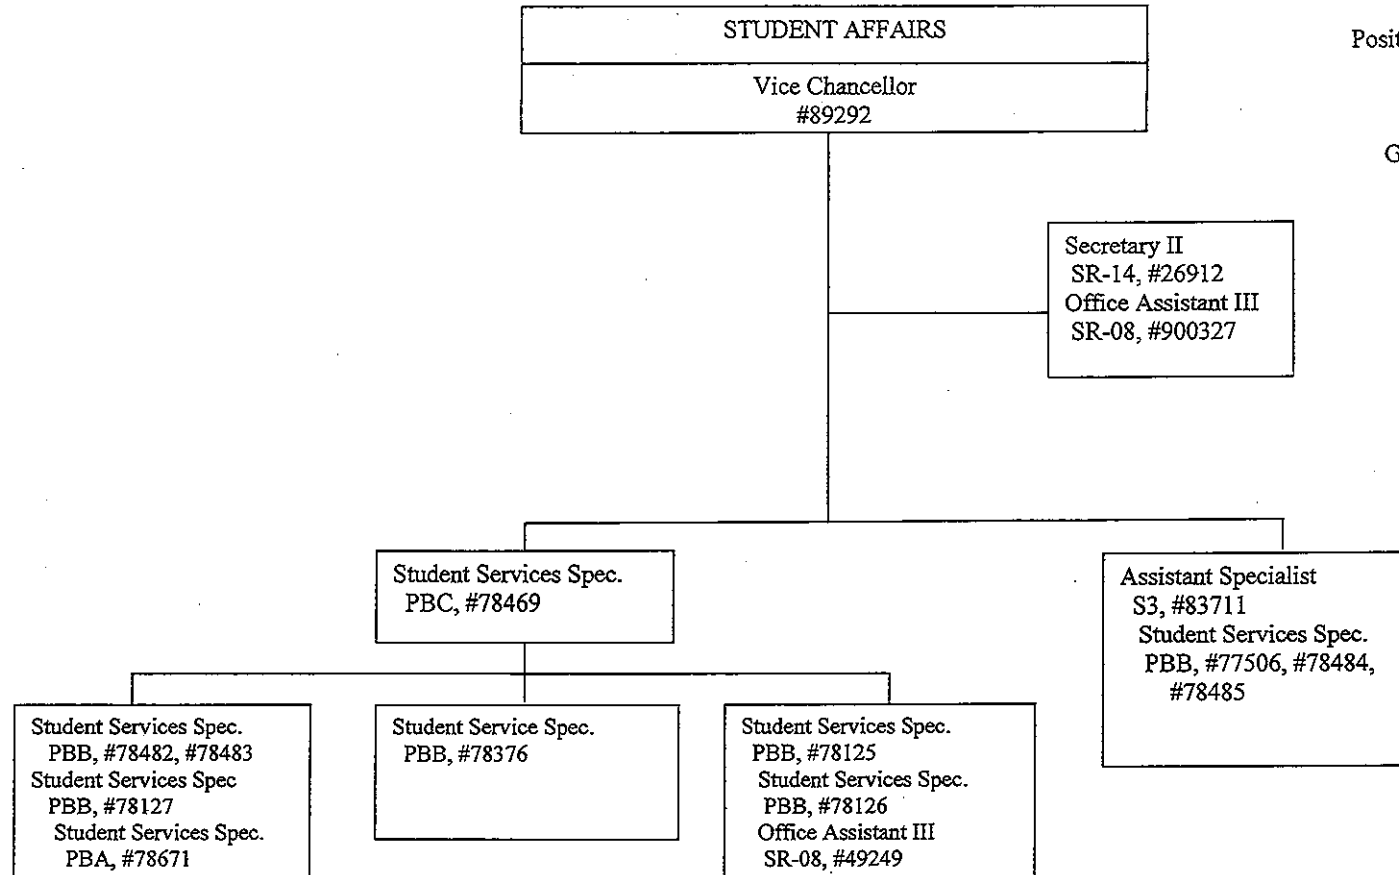 STUDENT AFFAIRS
Vice Chancellor
#89292
Posit
G
Secretary II
SR-14, #26912
Office Assistant III
SR-08, #900327
Student Services Spec.
PBC, #78469
Assistant Specialist
S3, #83711
Student Services Spec.
PBB, #77506, #78484,
#78485
Student Services Spec.
PBB, #78482, #78483
Student Services Spec
PBB, #78127
Student Services Spec.
PBA, #78671
Student Service Spec.
PBB, #78376
Student Services Spec.
PBB, #78125
Student Services Spec.
PBB, #78126
Office Assistant III
SR-08, #49249